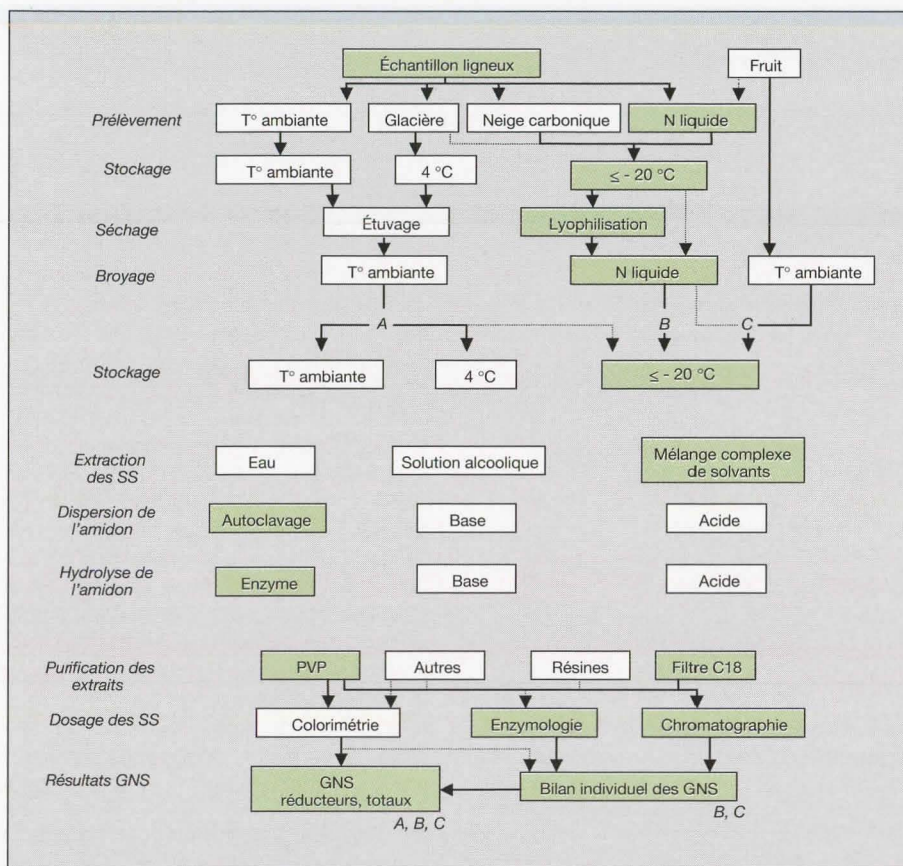 Échantillon ligneux
Fruit
Prélèvement
T° ambiante
Glacière
Neige carbonique
N liquide
Stockage
T° ambiante
4 °C
≤ - 20 °C
Séchage
Étuvage
Lyophilisation
Broyage
T° ambiante
N liquide
T° ambiante
A
B
C
Stockage
T° ambiante
4 °C
≤ - 20 °C
Extraction
des SS
Eau
Solution alcoolique
Mélange complexe
de solvants
Dispersion de
l'amidon
Autoclavage
Base
Acide
Hydrolyse de
l'amidon
Enzyme
Base
Acide
Purification des
extraits
PVP
Autres
Résines
Filtre C18
Dosage des SS
Colorimétrie
Enzymologie
Chromatographie
Résultats GNS
GNS
réducteurs, totaux
Bilan individuel des GNS
A, B, C
B, C